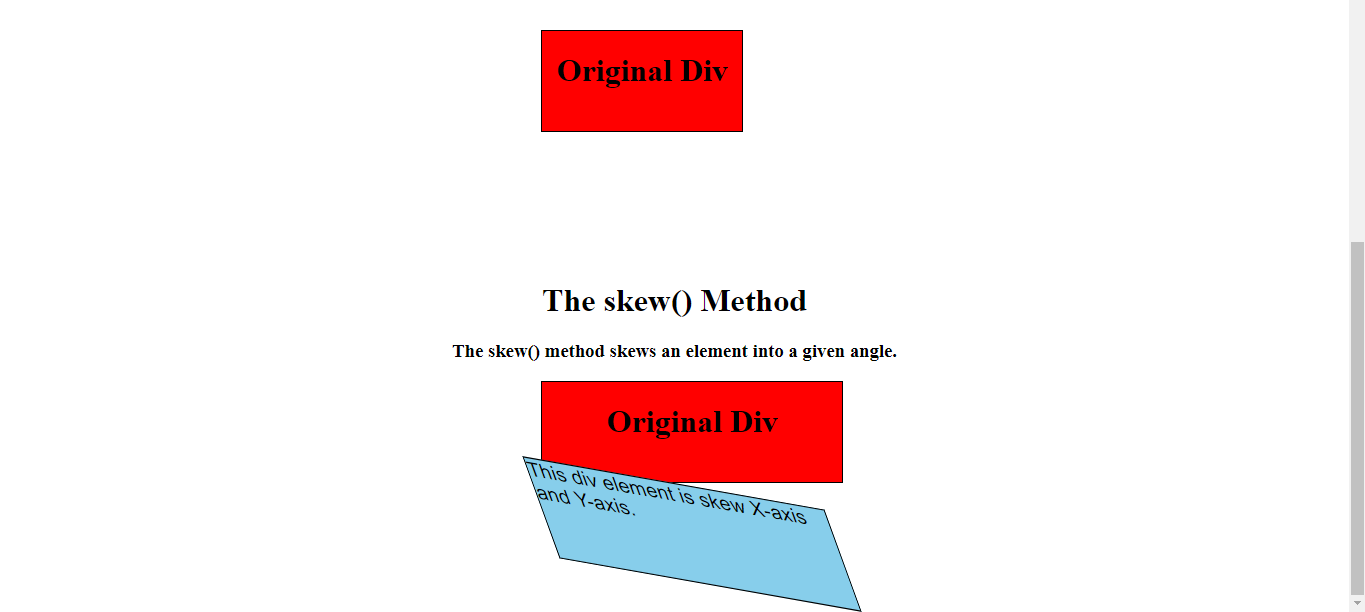 Original Div
The skew() Method
The skew() method skews an element into a given angle.
Original Div
This div element is skew X-axis
and Y-axis.